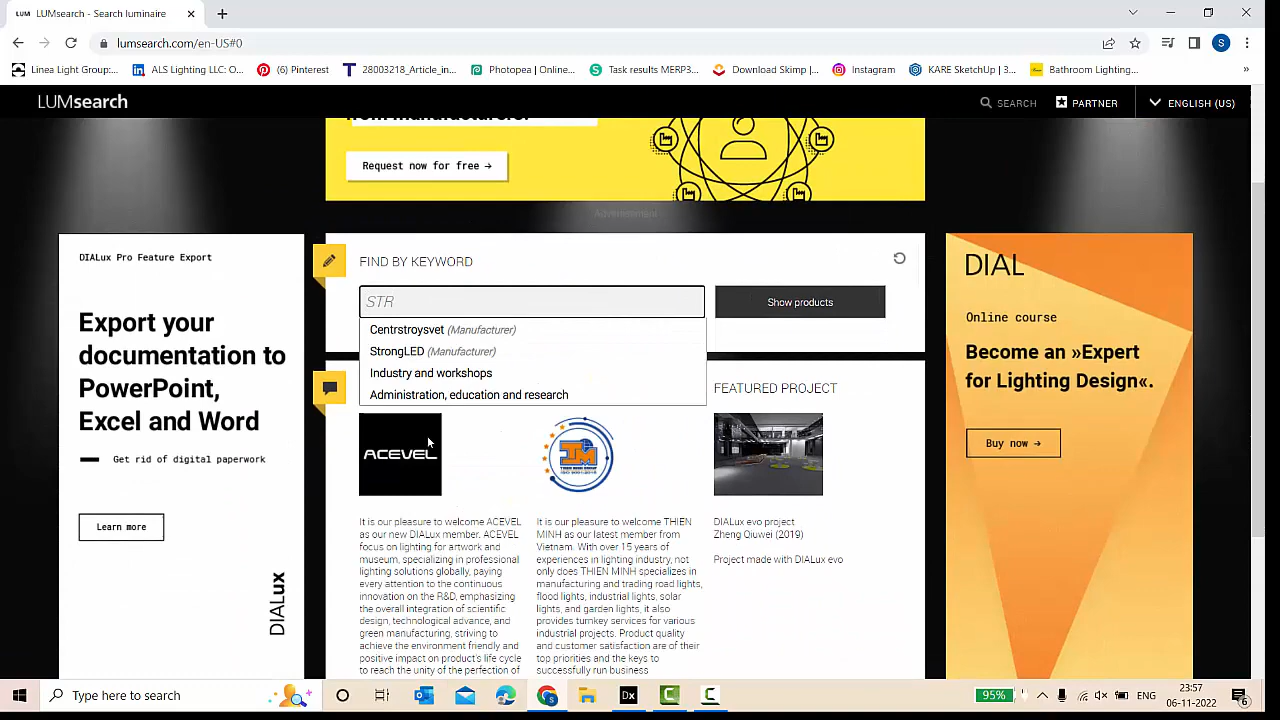 LUM LUMsearch - Search luminaire
lumsearch.com/en-US#0
Linea Light Group:... ALS Lighting LLC: O... (6) Pinterest 28003218_Article_in... Photopea | Online... Task results MERP3... Download Skimp |... Instagram KARE SketchUp | 3... Bathroom Lighting... »
LUMsearch SEARCH PARTNER ENGLISH (US)
from manufacturers.
Request now for free →
Advertisement
DIALux Pro Feature Export
Export your
documentation to
PowerPoint,
Excel and Word
Get rid of digital paperwork
Learn more
DIALux
FIND BY KEYWORD
STR
Show products
Centrstroysvet (Manufacturer)
StrongLED (Manufacturer)
Industry and workshops
Administration, education and research
ACEVEL
It is our pleasure to welcome ACEVEL
as our new DIALux member. ACEVEL
focus on lighting for artwork and
museum, specializing in professional
lighting solutions globally, paying
every attention to the continuous
innovation on the R&D, emphasizing
the overall integration of scientific
design, technological advance, and
green manufacturing, striving to
achieve the environment friendly and
positive impact on product's life cycle
to reach the unity of the perfection of
TM
THIEN MINH GROUP
It is our pleasure to welcome THIEN
MINH as our latest member from
Vietnam. With over 15 years of
experiences in lighting industry, not
only does THIEN MINH specializes in
manufacturing and trading road lights,
flood lights, industrial lights, solar
lights, and garden lights, it also
provides turnkey services for various
industrial projects. Product quality
and customer satisfaction are of their
top priorities and the keys to
successfully run business
FEATURED PROJECT
DIALux evo project
Zheng Qiuwei (2019)
Project made with DIALux evo
DIAL
Online course
Become an »Expert
for Lighting Design«.
Buy now →
Type here to search
Dx
95%
ENG
23:57
06-11-2022
6